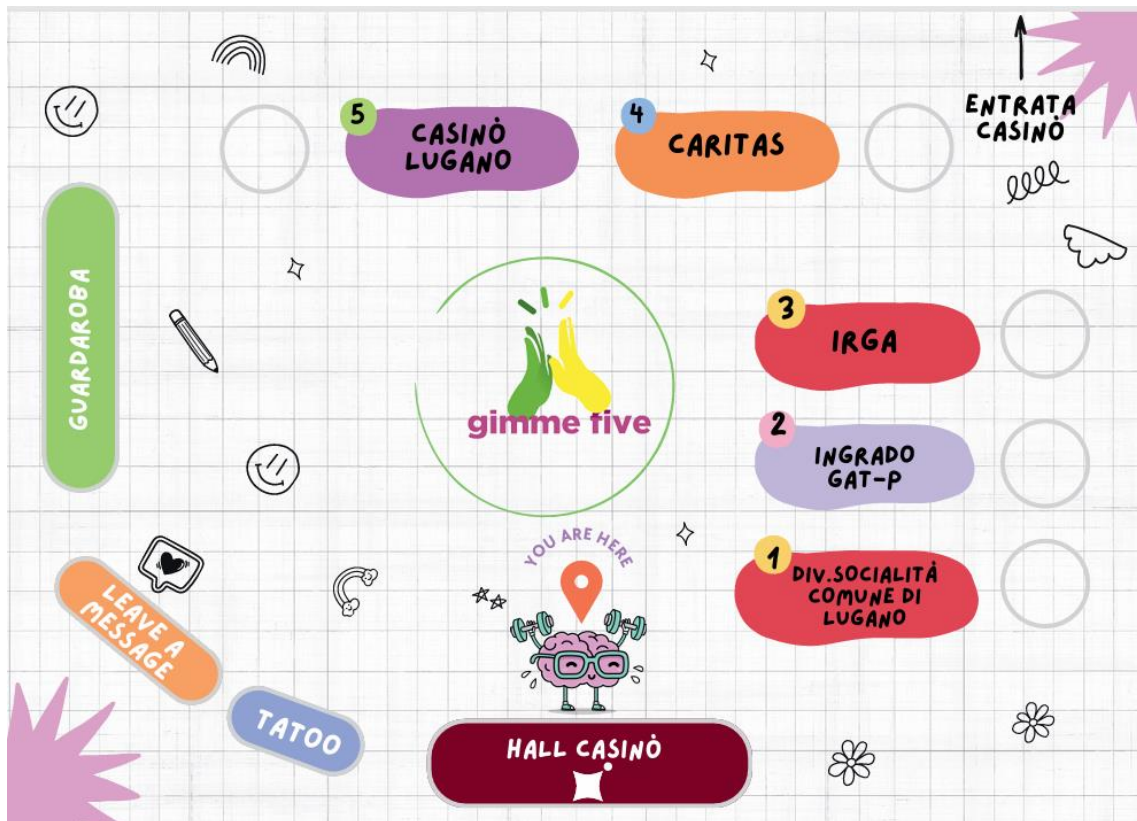 ENTRATA
CASINÒ
5
CASINÒ
LUGANO
4
CARITAS
GUARDAROBA
3
IRGA
gimme five
2
INGRADO
GAT-P
YOU ARE HERE
1
DIV.SOCIALITÀ
COMUNE DI
LUGANO
LEAVE A
MESSAGE
TATOO
HALL CASINÒ